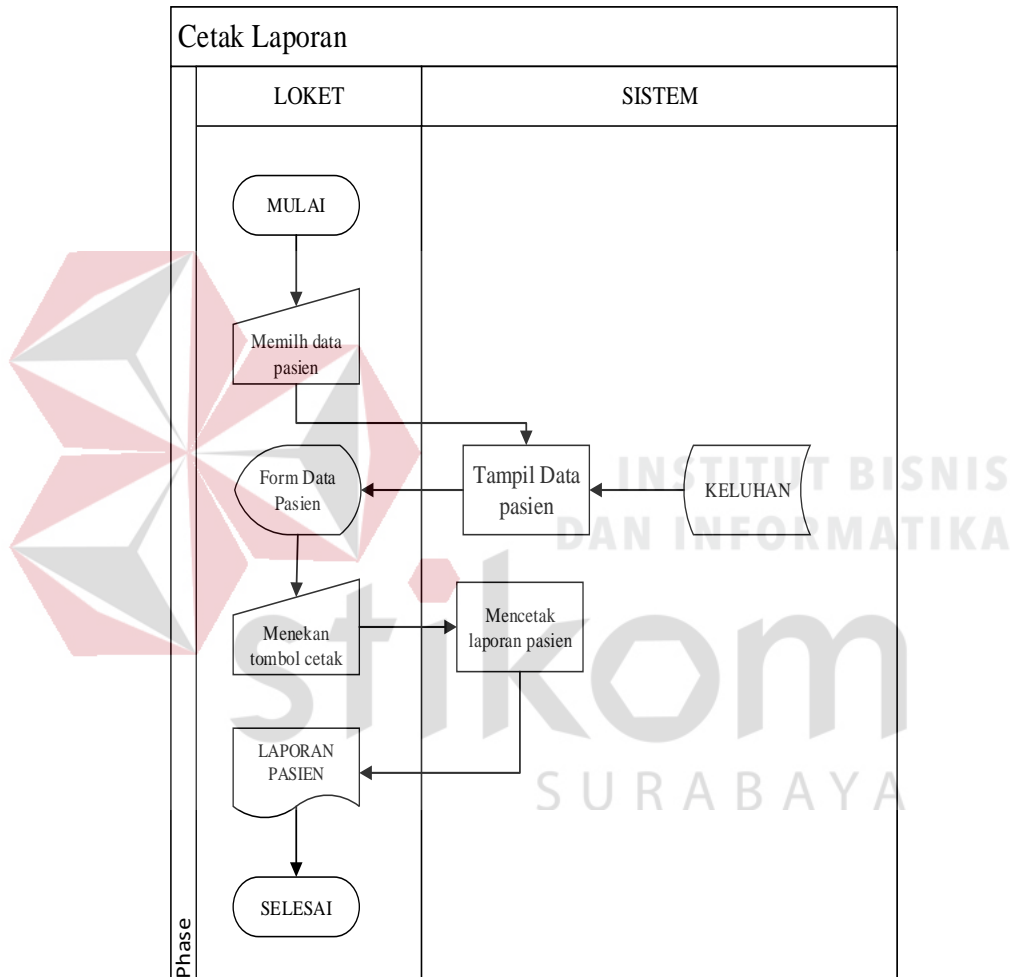 Cetak Laporan
LOKET
SISTEM
MULAI
Memilh data
pasien
Form Data
Pasien
Tampil Data
pasien
KELUHAN
INSTITUT BISNIS
DAN INFORMATIKA
Menekan
tombol cetak
Mencetak
laporan pasien
stikom
SURABAYA
LAPORAN
PASIEN
SELESAI
Phase